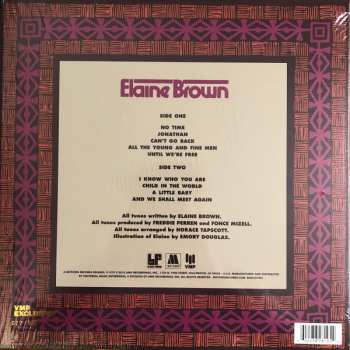 Elaine Brown
SIDE ONE
NO TIME
JONATHAN
CAN'T GO BACK
ALL THE YOUNG AND FINE MEN
UNTIL WE'RE FREE
SIDE TWO
I KNOW WHO YOU ARE
CHILD IN THE WORLD
A LITTLE BABY
AND WE SHALL MEET AGAIN
All tunes written by ELAINE BROWN.
All tunes produced by FREDDIE PERREN and FONCE MIZELL.
All tunes arranged by HORACE TAPSCOTT.
Illustration of Elaine by EMORY DOUGLAS.
VMP
VMP